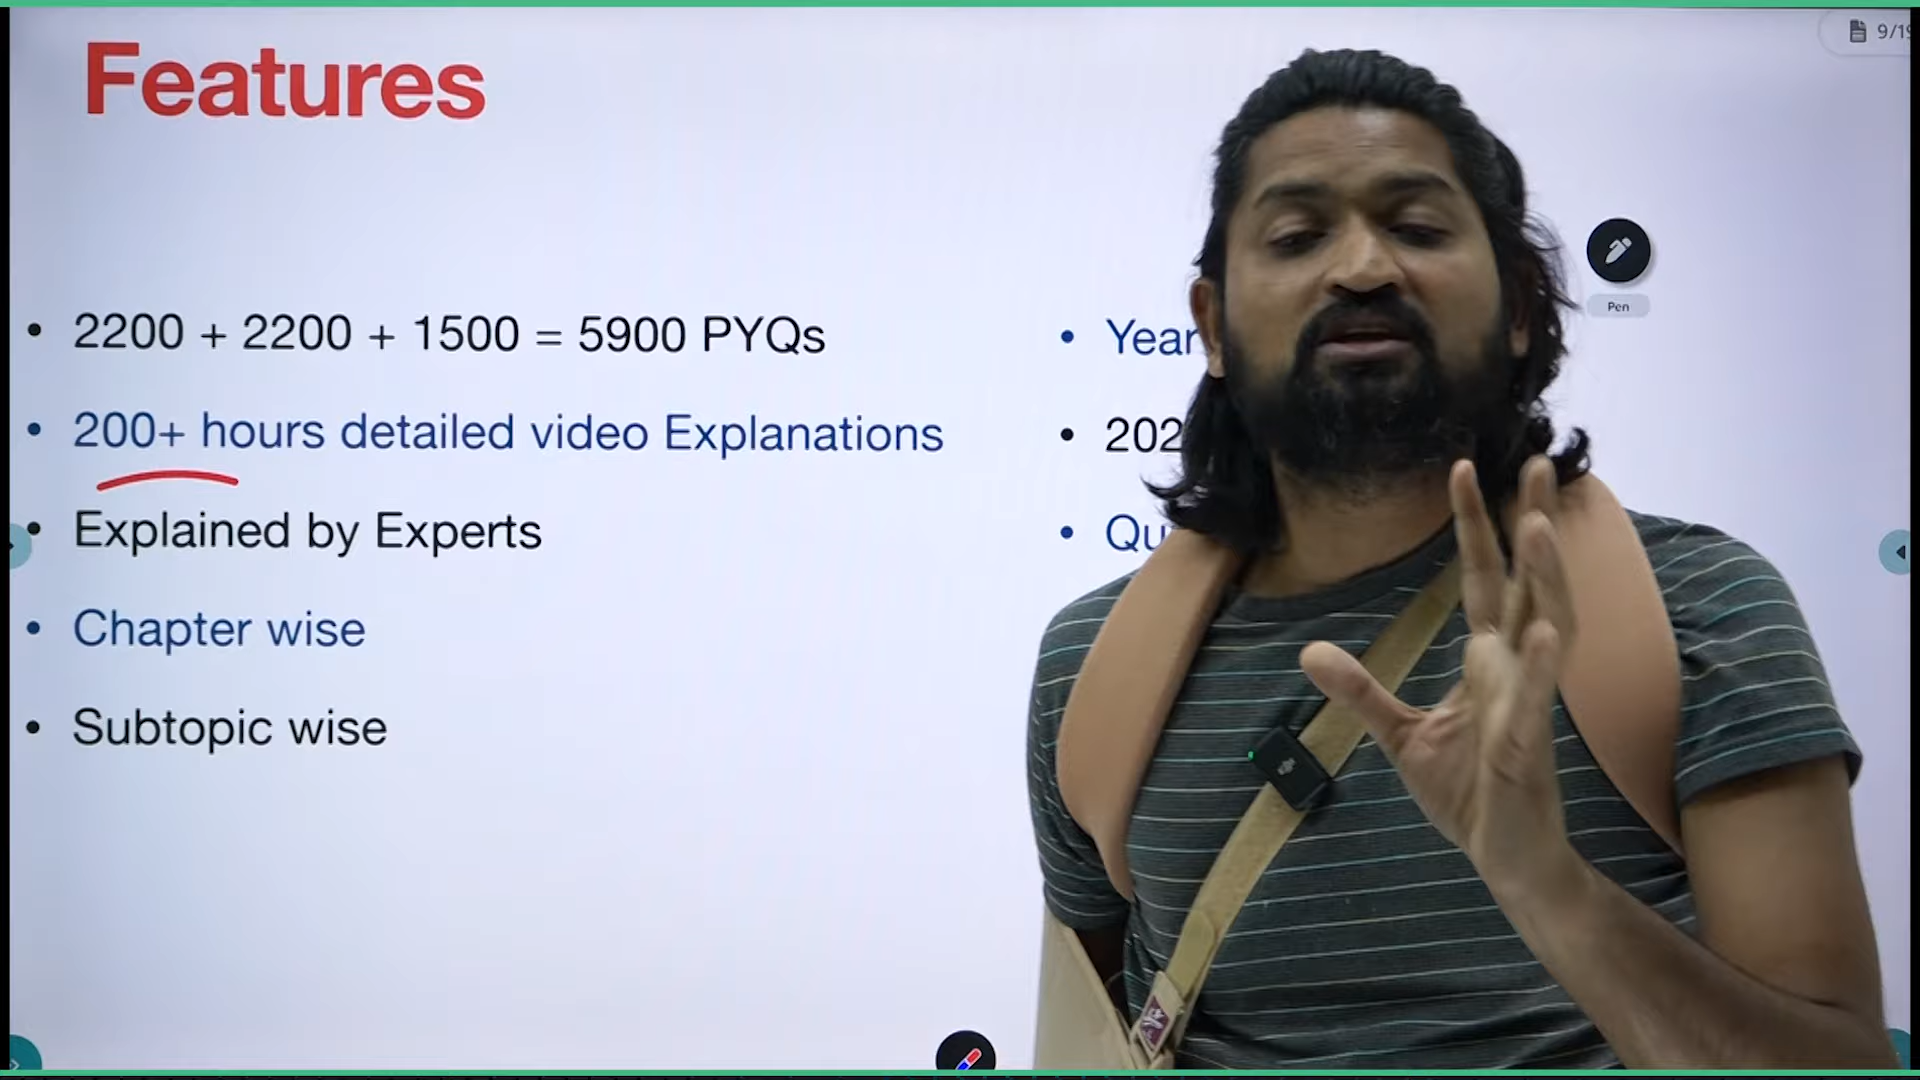 Features
9/19
2200 + 2200 + 1500 = 5900 PYQs
200+ hours detailed video Explanations
Explained by Experts
Chapter wise
Subtopic wise
Year
202
Qu
Pen